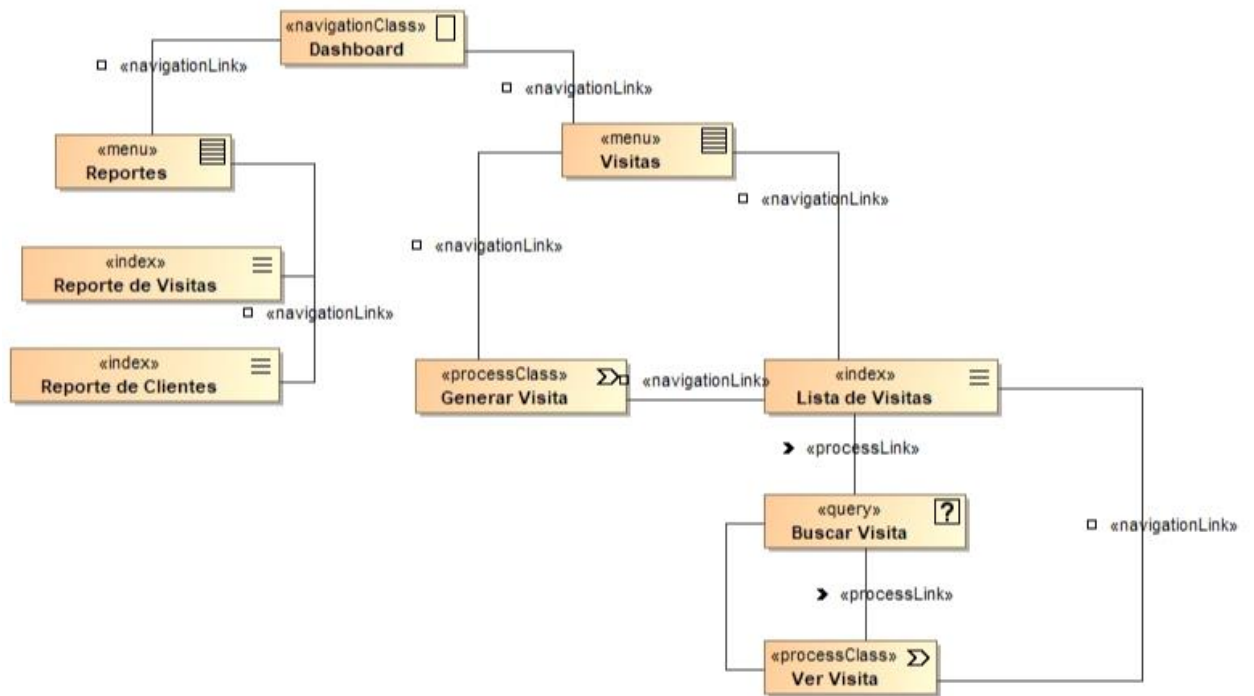 «navigationClass»
Dashboard
«navigationLink»
«navigationLink»
«menu»
Reportes
«menu»
Visitas
«navigationLink»
«navigationLink»
«index»
Reporte de Visitas
«navigationLink»
«index»
Reporte de Clientes
«processClass»
Generar Visita
«navigationLink»
«index»
Lista de Visitas
«processLink»
«query»
?
Buscar Visita
«navigationLink»
«processLink»
«processClass»
Ver Visita